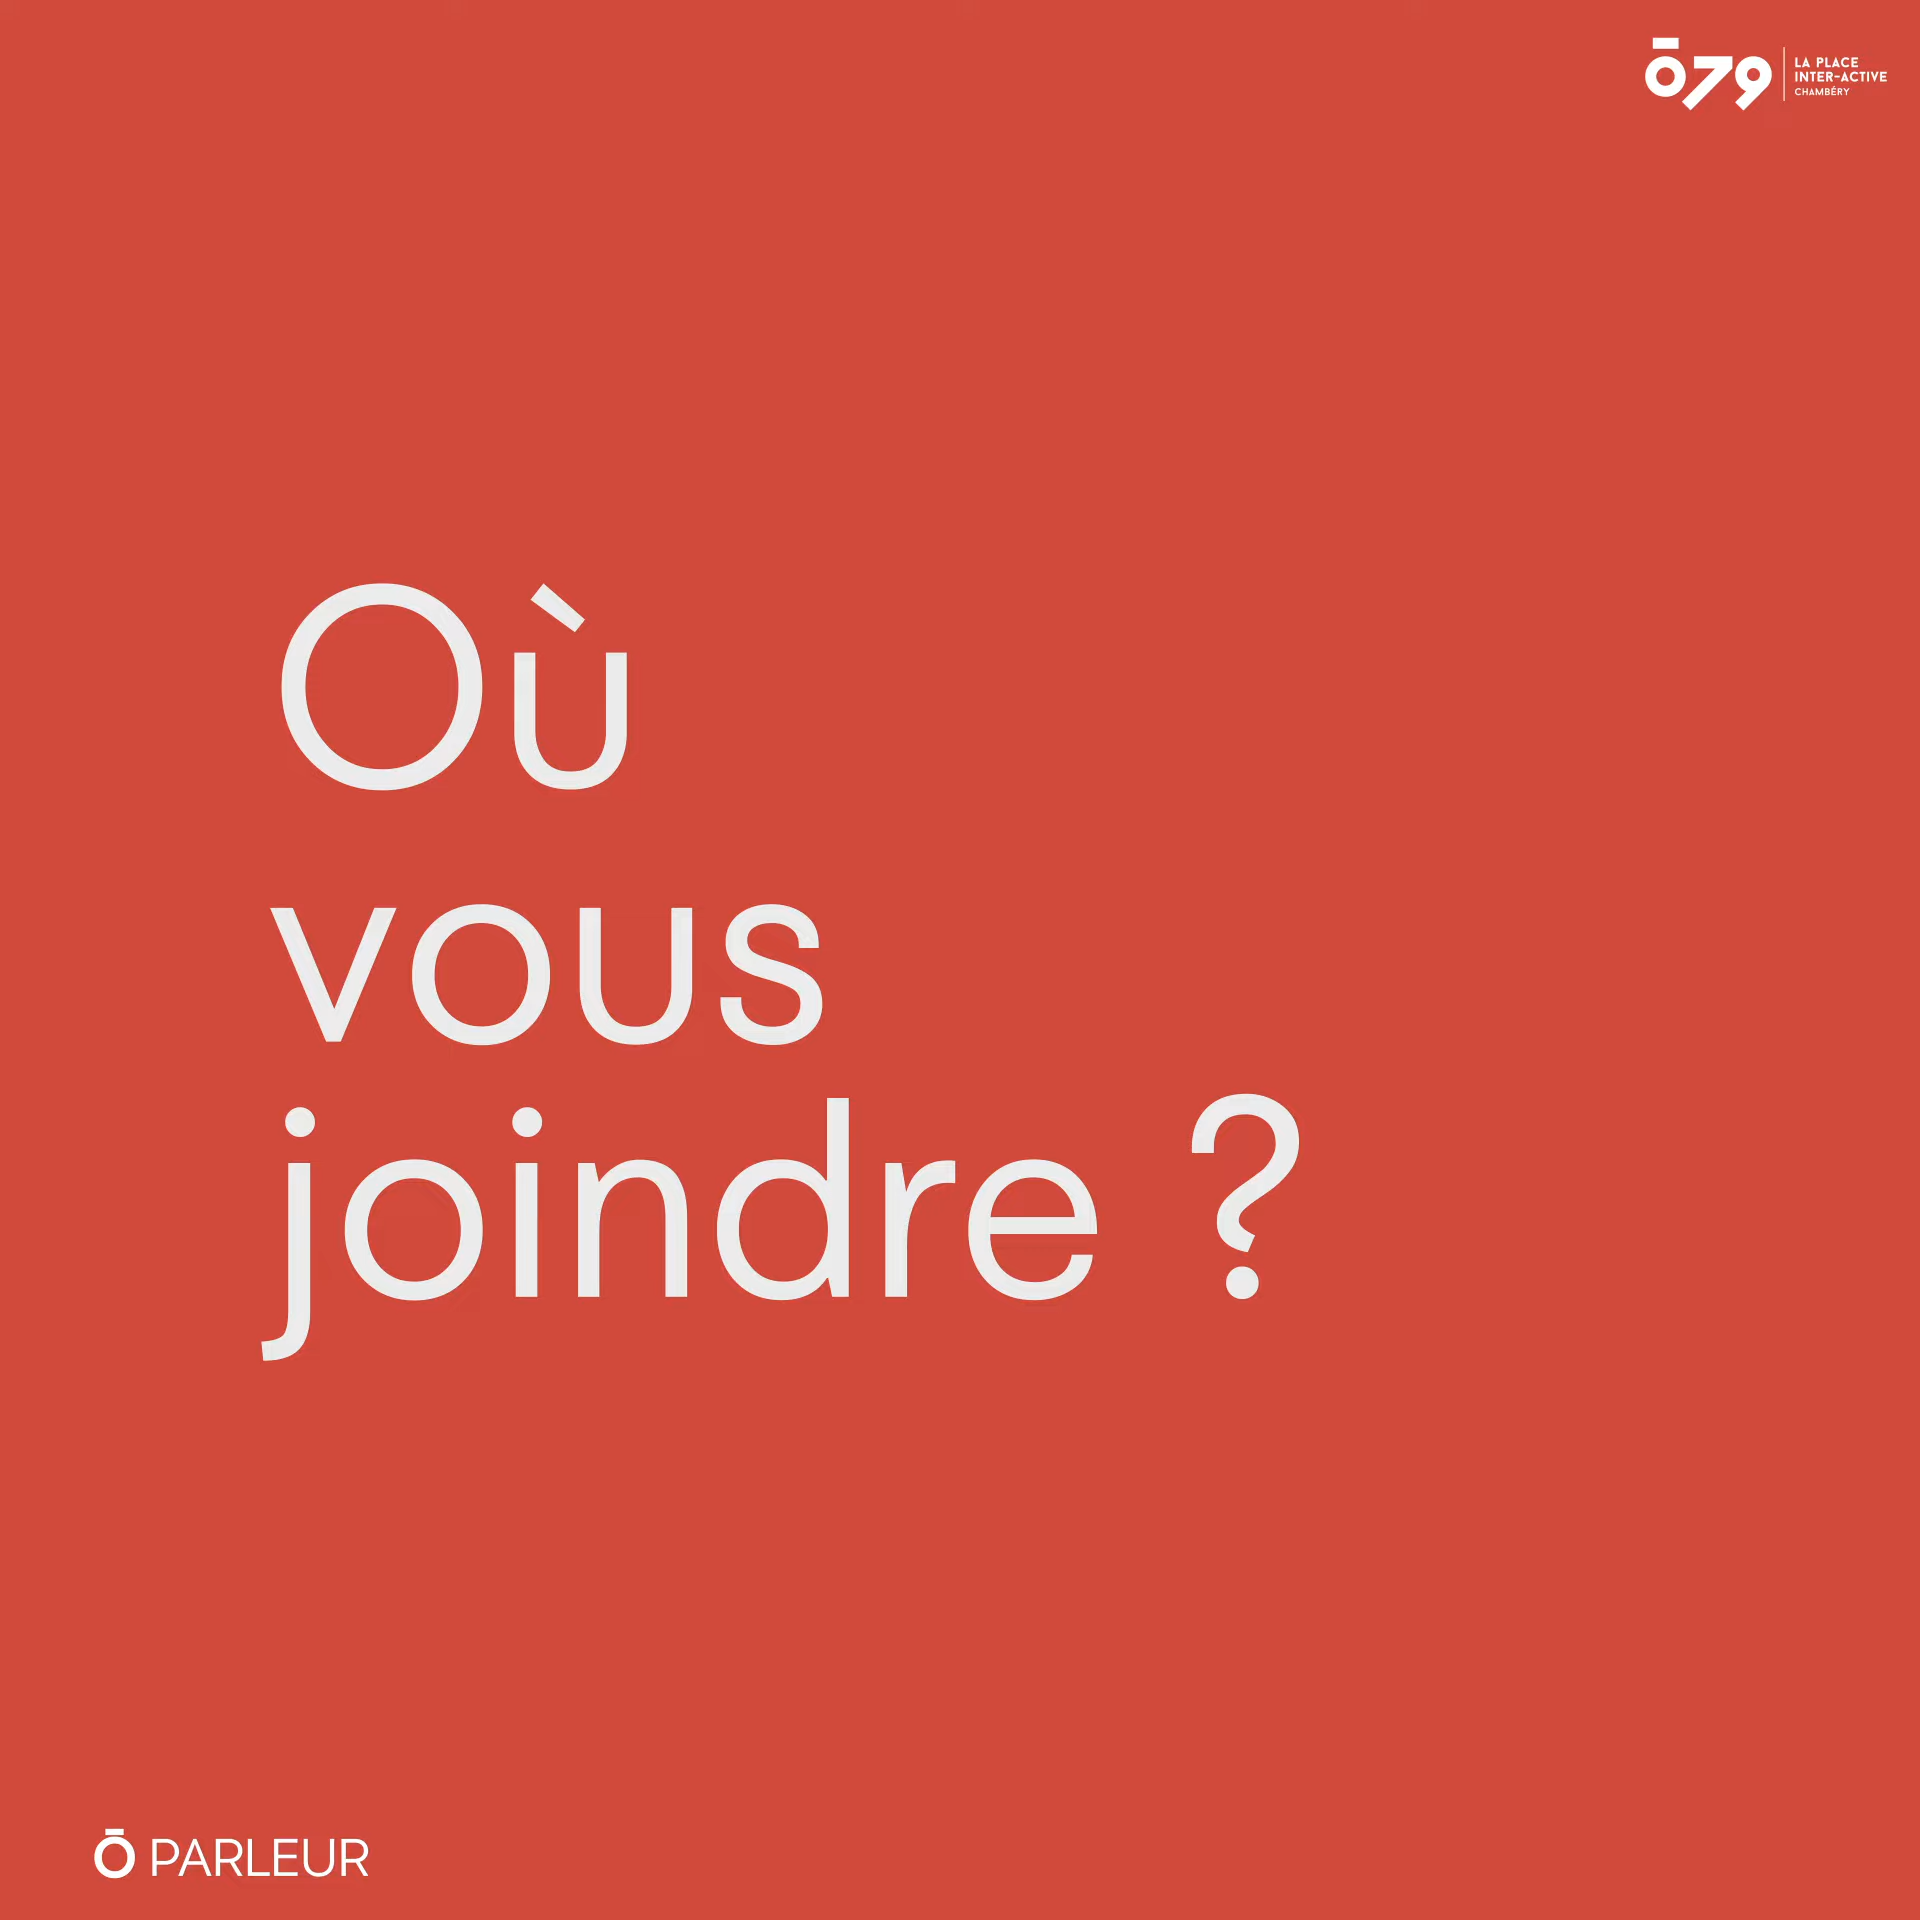 ō79
LA PLACE
INTER-ACTIVE
CHAMBÉRY
Où
vous
joindre ?
Ō PARLEUR